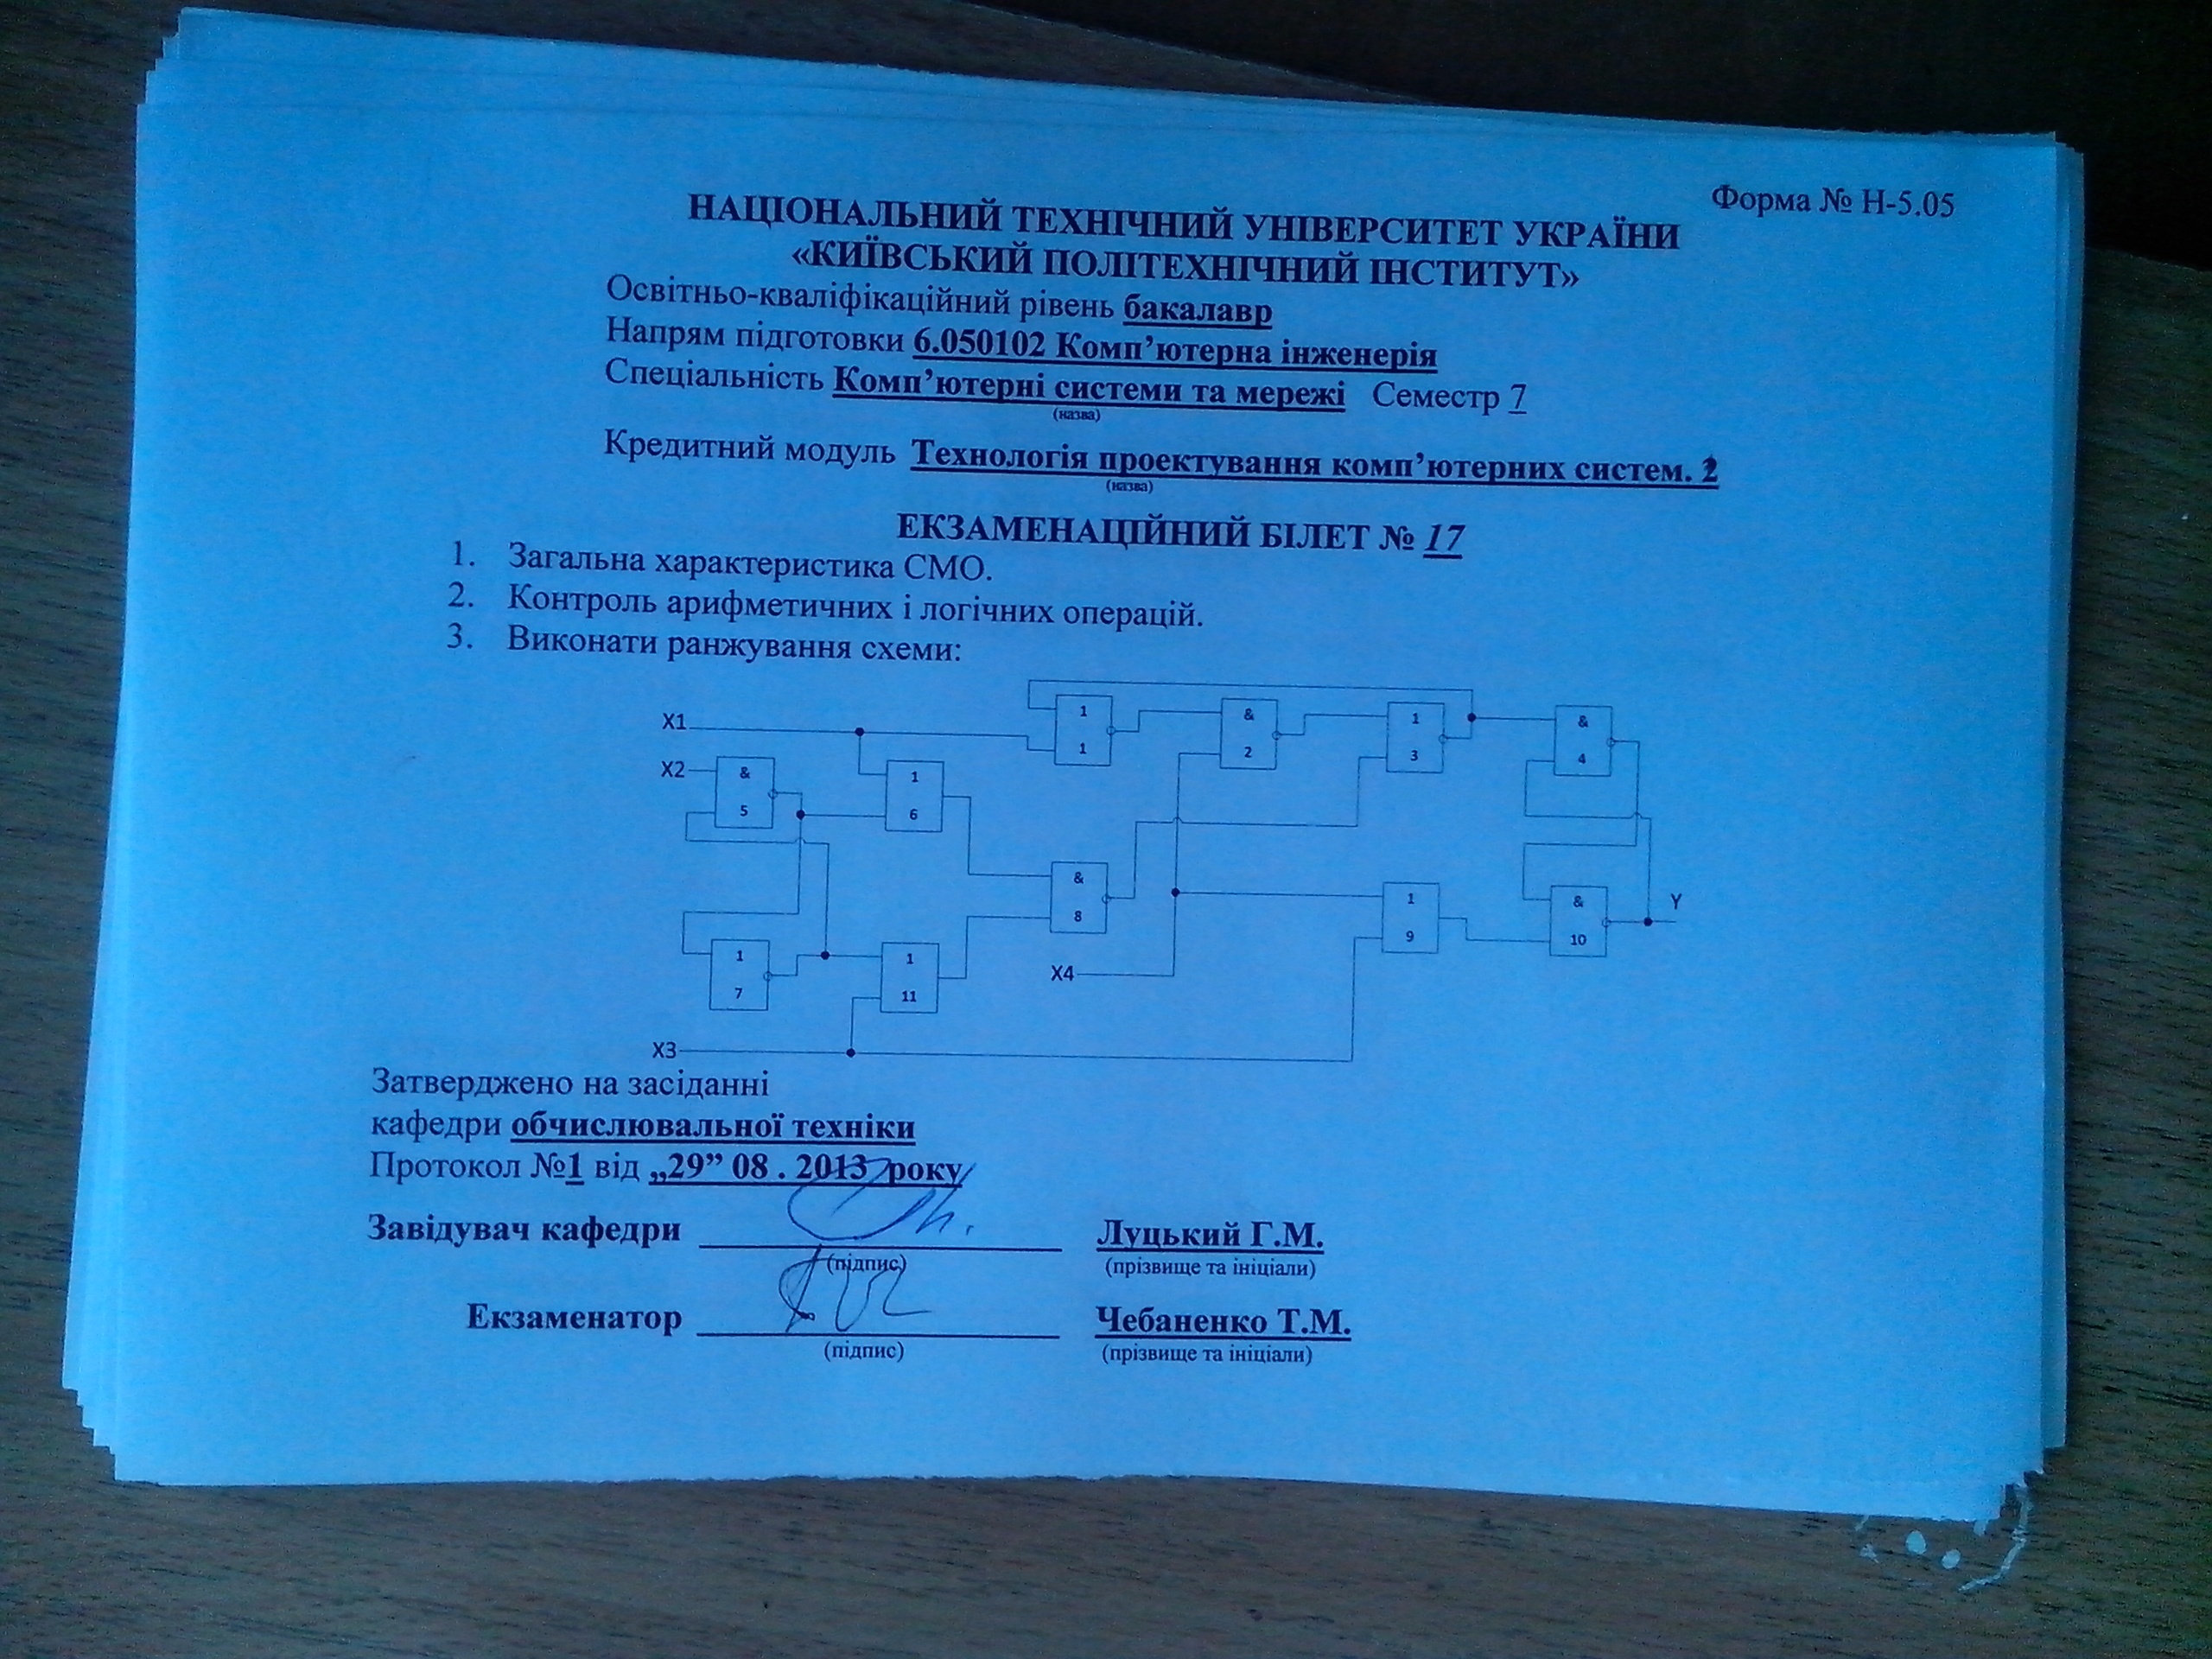 Форма № Н-5.05
НАЦІОНАЛЬНИЙ ТЕХНІЧНИЙ УНІВЕРСИТЕТ УКРАЇНИ
«КИЇВСЬКИЙ ПОЛІТЕХНІЧНИЙ ІНСТИТУТ»
Освітньо-кваліфікаційний рівень бакалавр
Напрям підготовки 6.050102 Комп’ютерна інженерія
Спеціальність Комп’ютерні системи та мережі Семестр 7
(назва)
Кредитний модуль Технологія проектування комп’ютерних систем. 2
(назва)
ЕКЗАМЕНАЦІЙНИЙ БІЛЕТ № 17
1. Загальна характеристика СМО.
2. Контроль арифметичних і логічних операцій.
3. Виконати ранжування схеми:
X1
1
1
&
2
1
3
&
4
X2
&
5
1
6
&
8
1
9
&
10
Y
1
7
1
11
X4
X3
Затверджено на засіданні
кафедри обчислювальної техніки
Протокол №1 від „29” 08 . 2013 року
Завідувач кафедри Луцький Г.М.
(підпис) (прізвище та ініціали)
Екзаменатор Чебаненко Т.М.
(підпис) (прізвище та ініціали)